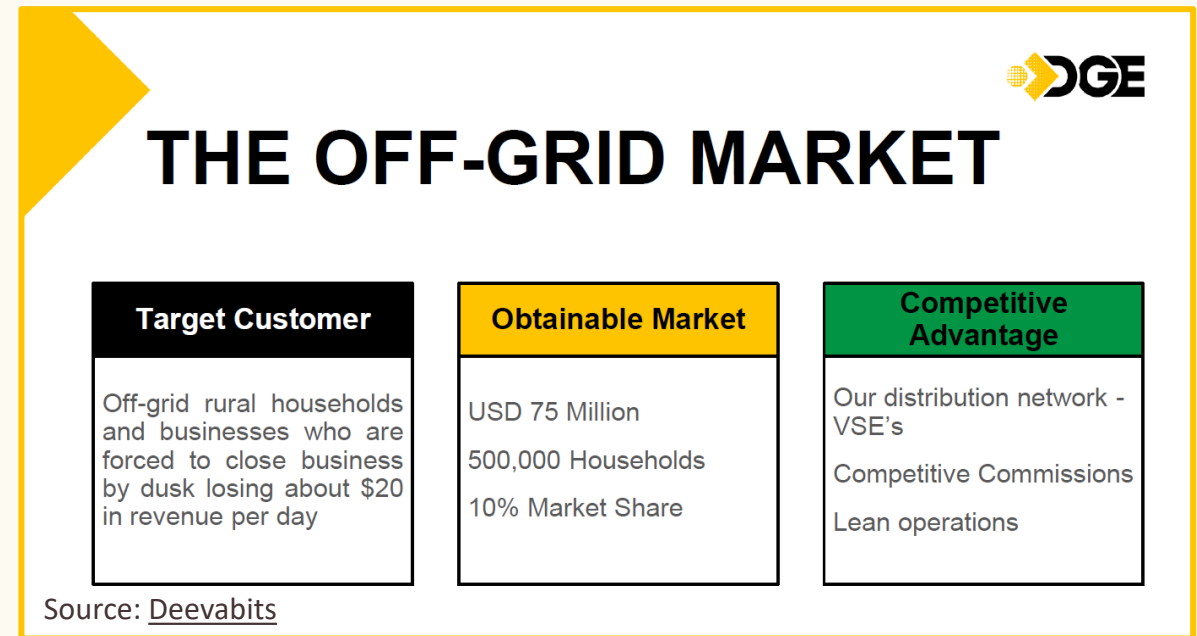 DGE
THE OFF-GRID MARKET
Target Customer
Off-grid rural households
and businesses who are
forced to close business
by dusk losing about $20
in revenue per day
Obtainable Market
USD 75 Million
500,000 Households
10% Market Share
Competitive
Advantage
Our distribution network -
VSE's
Competitive Commissions
Lean operations
Source: Deevabits